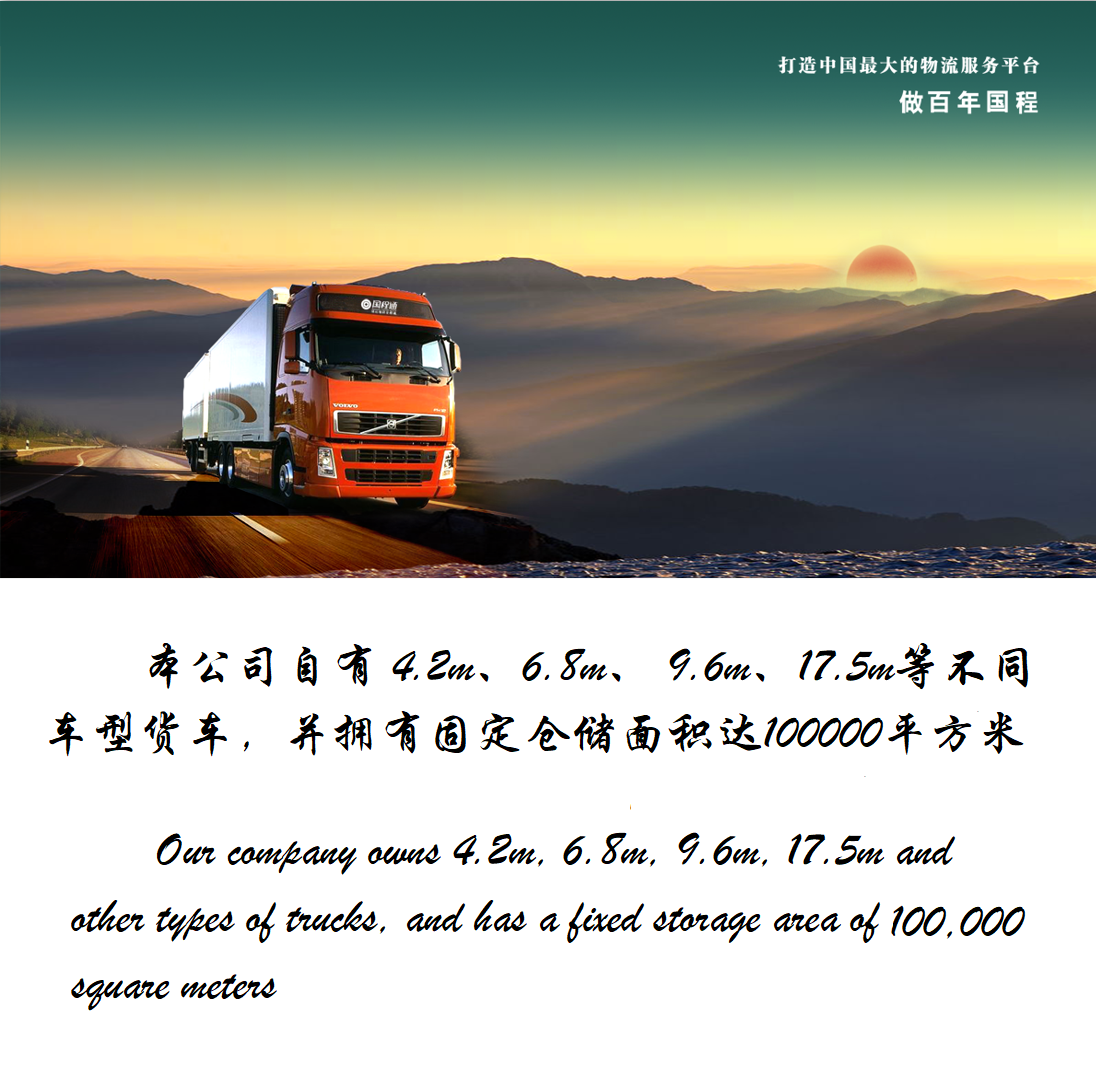 打造中国最大的物流服务平台
做百年国程
国程通
VOLVO
本公司自有 4.2m、6.8m、 9.6m、17.5m等不同
车型货车，并拥有固定仓储面积达100000平方米
Our company owns 4.2m, 6.8m, 9.6m, 17.5m and
other types of trucks, and has a fixed storage area of 100,000
square meters